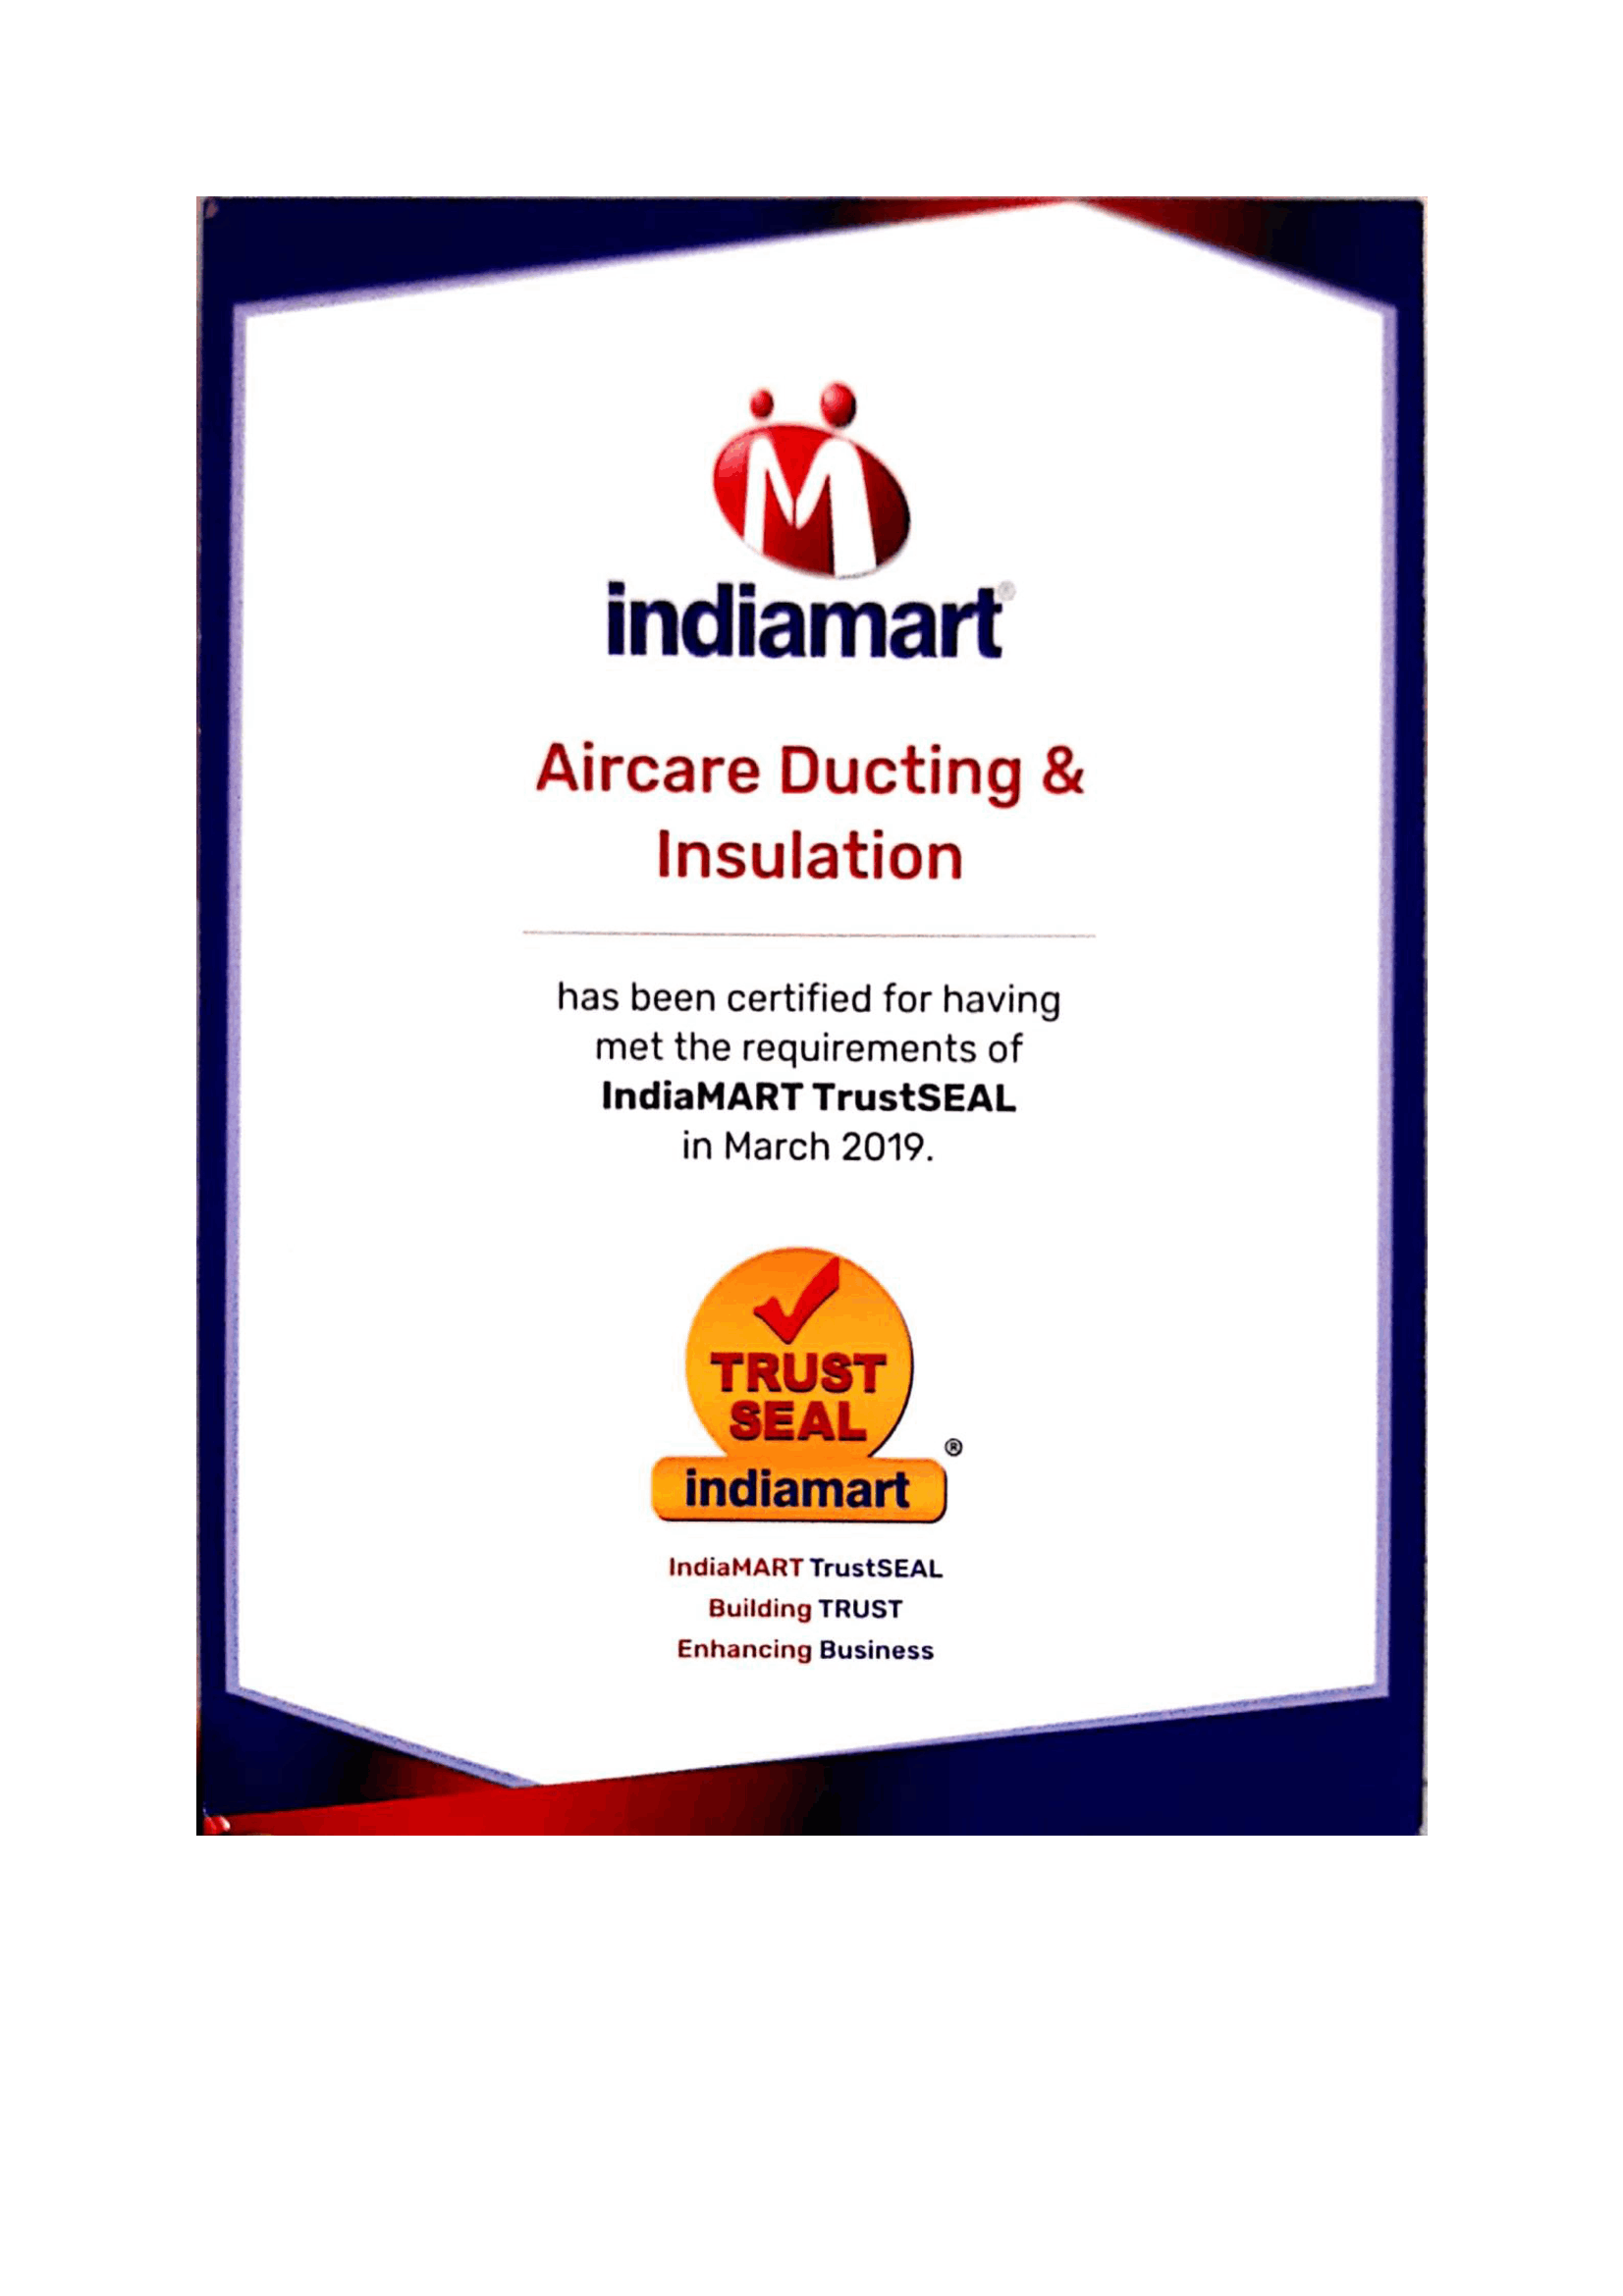 indiamart®
Aircare Ducting &
Insulation
has been certified for having
met the requirements of
IndiaMART TrustSEAL
in March 2019.
TRUST
SEAL
®
indiamart
IndiaMART TrustSEAL
Building TRUST
Enhancing Business